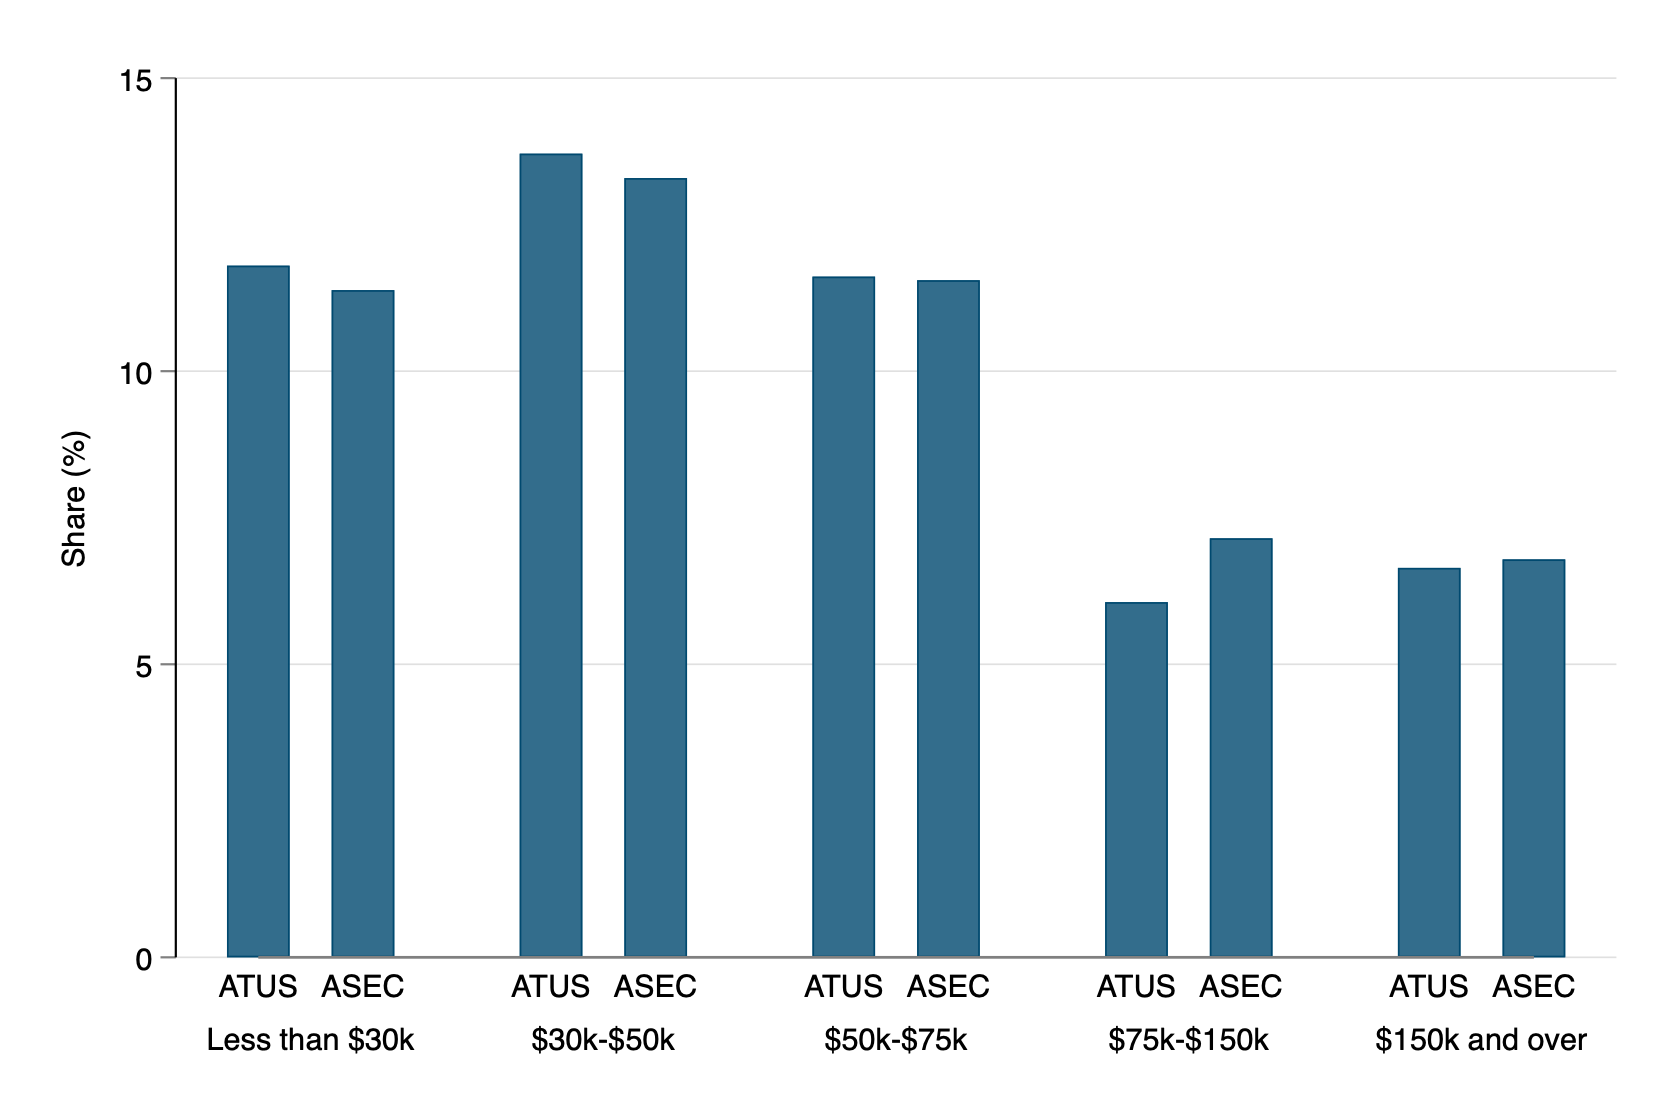 15
10
5
0
Share (%)
ATUS ASEC ATUS ASEC ATUS ASEC ATUS ASEC ATUS ASEC
Less than $30k $30k-$50k $50k-$75k $75k-$150k $150k and over